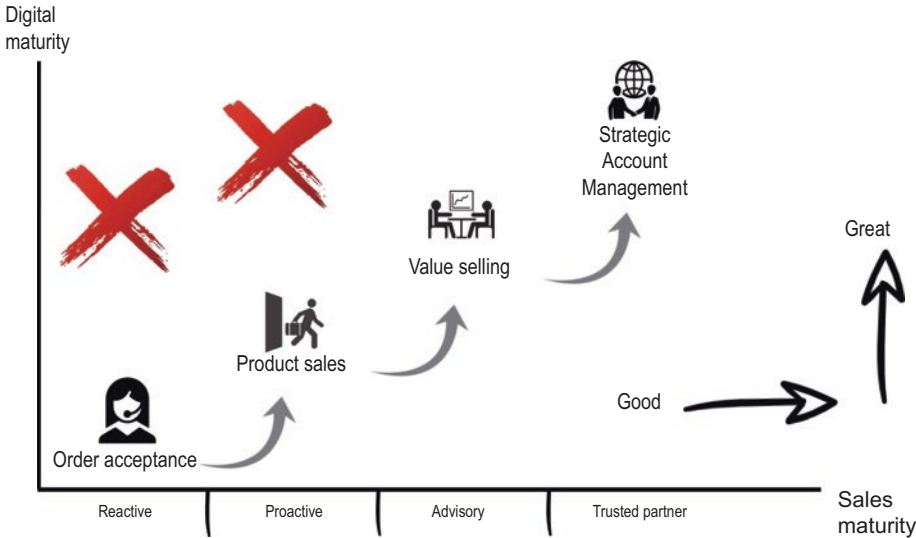 Digital
maturity
Strategic
Account
Management
Great
Value selling
Product sales
Good
Order acceptance
Reactive
Proactive
Advisory
Trusted partner
Sales
maturity